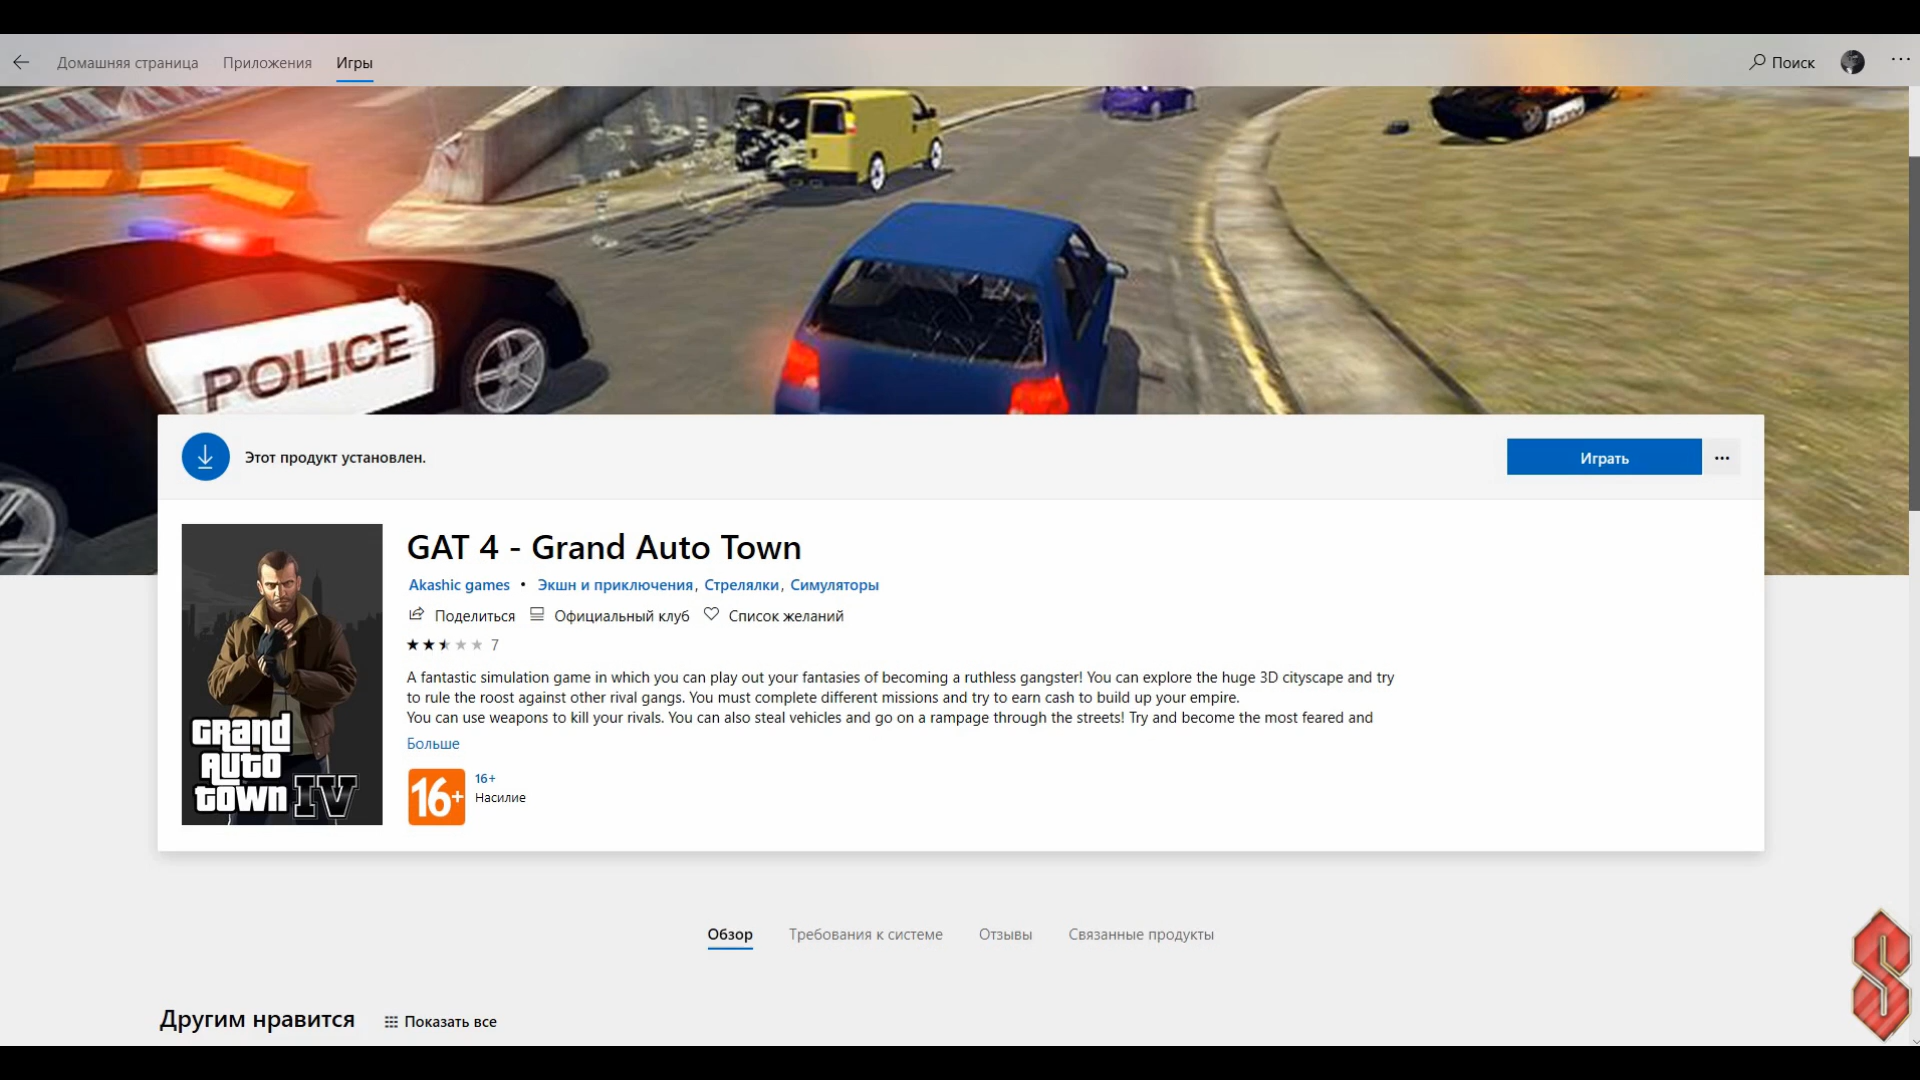 Домашняя страница Приложения Игры Поиск
POLICE
Этот продукт установлен.
Играть
GAT 4 - Grand Auto Town
Akashic games • Экшн и приключения, Стрелялки, Симуляторы
Поделиться Официальный клуб Список желаний
7
A fantastic simulation game in which you can play out your fantasies of becoming a ruthless gangster! You can explore the huge 3D cityscape and try
to rule the roost against other rival gangs. You must complete different missions and try to earn cash to build up your empire.
You can use weapons to kill your rivals. You can also steal vehicles and go on a rampage through the streets! Try and become the most feared and
Больше
Grand
Auto
town IV
16+
16+
Насилие
Обзор Требования к системе Отзывы Связанные продукты
Другим нравится Показать все